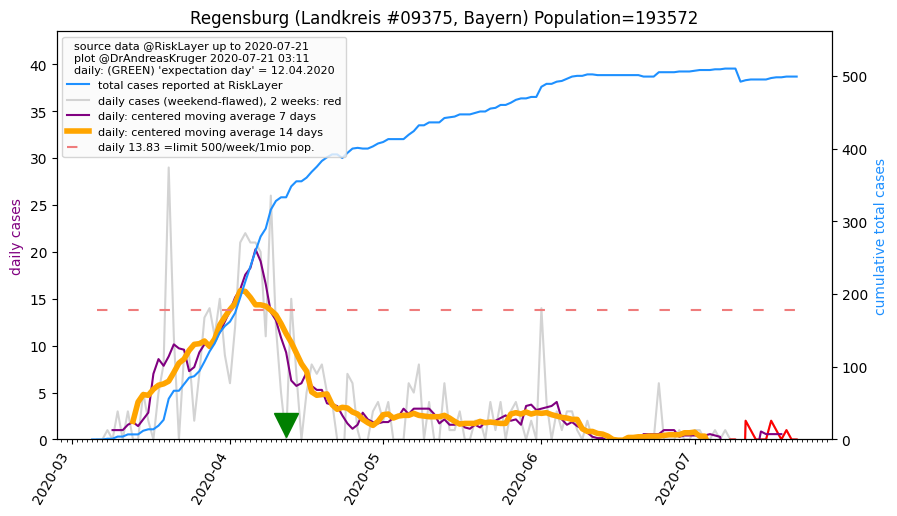 Regensburg (Landkreis #09375, Bayern) Population=193572
source data @RiskLayer up to 2020-07-21
plot @DrAndreasKruger 2020-07-21 03:11
daily: (GREEN) 'expectation day' = 12.04.2020
total cases reported at RiskLayer
daily cases (weekend-flawed), 2 weeks: red
daily: centered moving average 7 days
daily: centered moving average 14 days
daily 13.83 =limit 500/week/1mio pop.
daily cases
40
35
30
25
20
15
10
5
0
cumulative total cases
500
400
300
200
100
0
2020-03
2020-04
2020-05
2020-06
2020-07